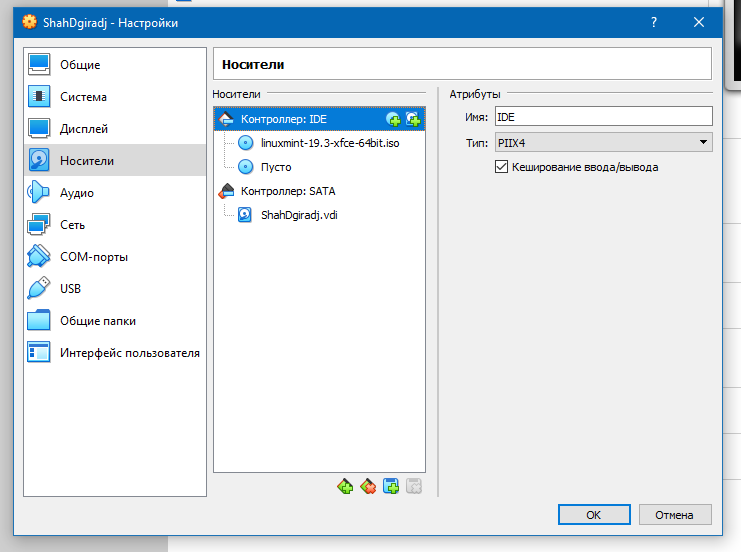 ShahDgiradj - Настройки
?
Общие
Система
Дисплей
Носители
Аудио
Сеть
COM-порты
USB
Общие папки
Интерфейс пользователя
Носители
Носители
Контроллер: IDE
linuxmint-19.3-xfce-64bit.iso
Пусто
Контроллер: SATA
ShahDgiradj.vdi
Атрибуты
Имя: IDE
Тип: PIIX4
Кеширование ввода/вывода
OK
Отмена